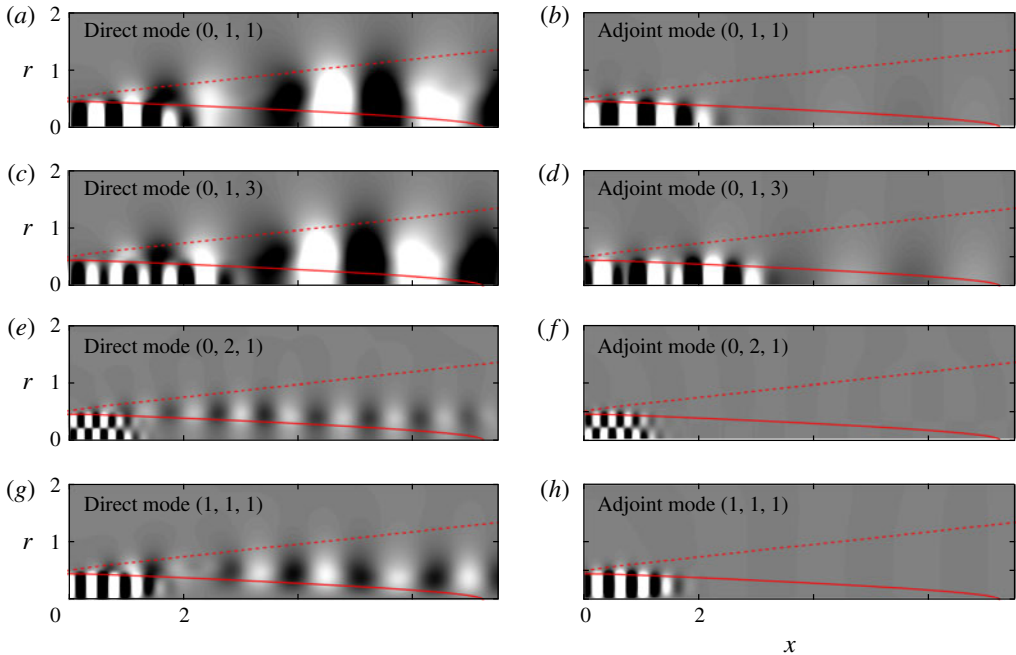 (a) 2 Direct mode (0, 1, 1) (b) Adjoint mode (0, 1, 1)
r 1
0
(c) 2 Direct mode (0, 1, 3) (d) Adjoint mode (0, 1, 3)
r 1
0
(e) 2 Direct mode (0, 2, 1) (f) Adjoint mode (0, 2, 1)
r 1
0
(g) 2 Direct mode (1, 1, 1) (h) Adjoint mode (1, 1, 1)
r 1
0 2 0 2
x